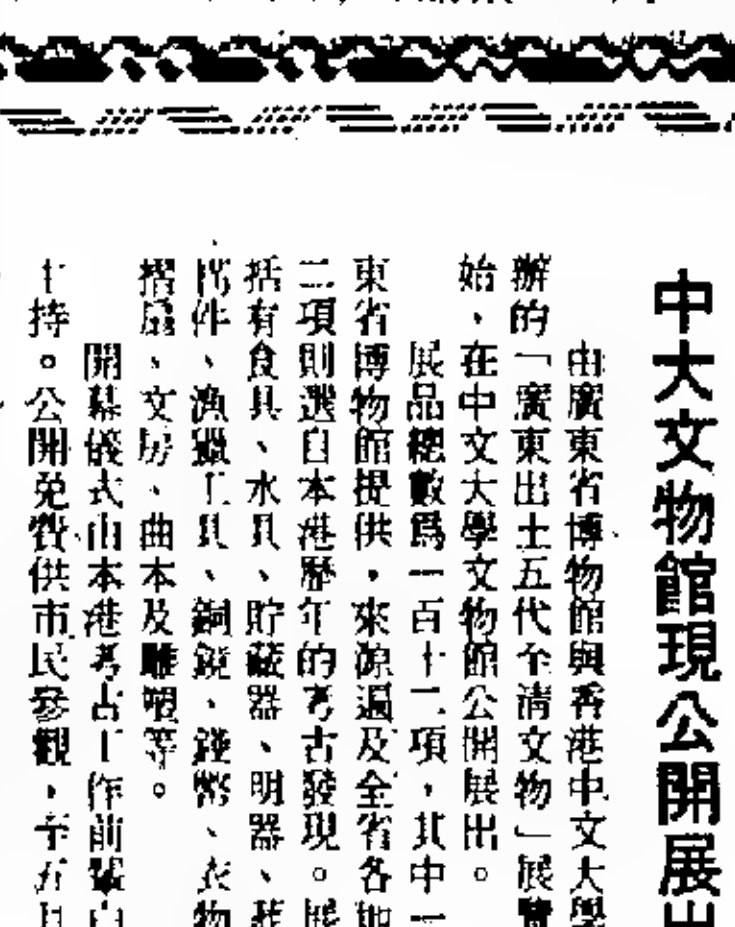 中大文物館現公開展出
由廣東省博物館與香港中文大學
辦的「廣東出土五代至清文物」展覽
始，在中文大學文物館公開展出。
展品總數爲一百十二項，其中一
東省博物館提供，來源遍及全省各地
二項則選自本港歷年的考古發現。展
括有食具、水具、貯藏器、明器、
件、漁獵工具、銅鏡、錢幣、衣物
摺扇、文房、曲本及雕塑等。
開幕儀式由本港考古工作前輩白
主持。公開免費供市民參觀，至五月